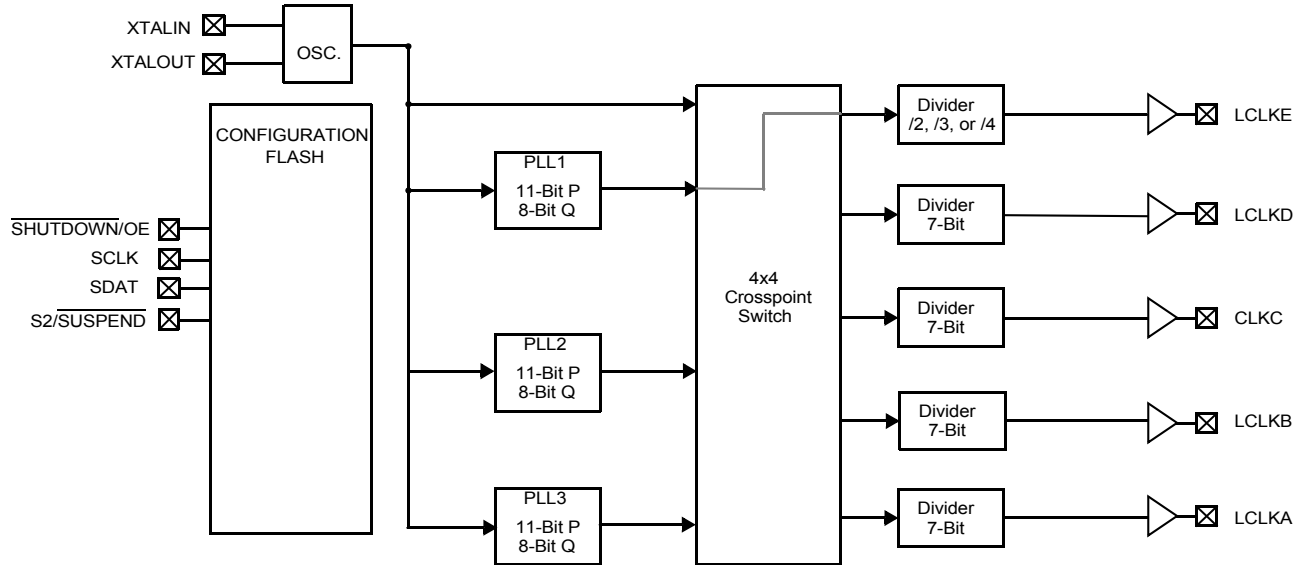 XTALIN
XTALOUT
OSC.
CONFIGURATION
FLASH
SHUTDOWN/OE
SCLK
SDAT
S2/SUSPEND
PLL1
11-Bit P
8-Bit Q
PLL2
11-Bit P
8-Bit Q
PLL3
11-Bit P
8-Bit Q
4x4
Crosspoint
Switch
Divider
/2, /3, or /4
LCLKE
Divider
7-Bit
LCLKD
Divider
7-Bit
CLKC
Divider
7-Bit
LCLKB
Divider
7-Bit
LCLKA